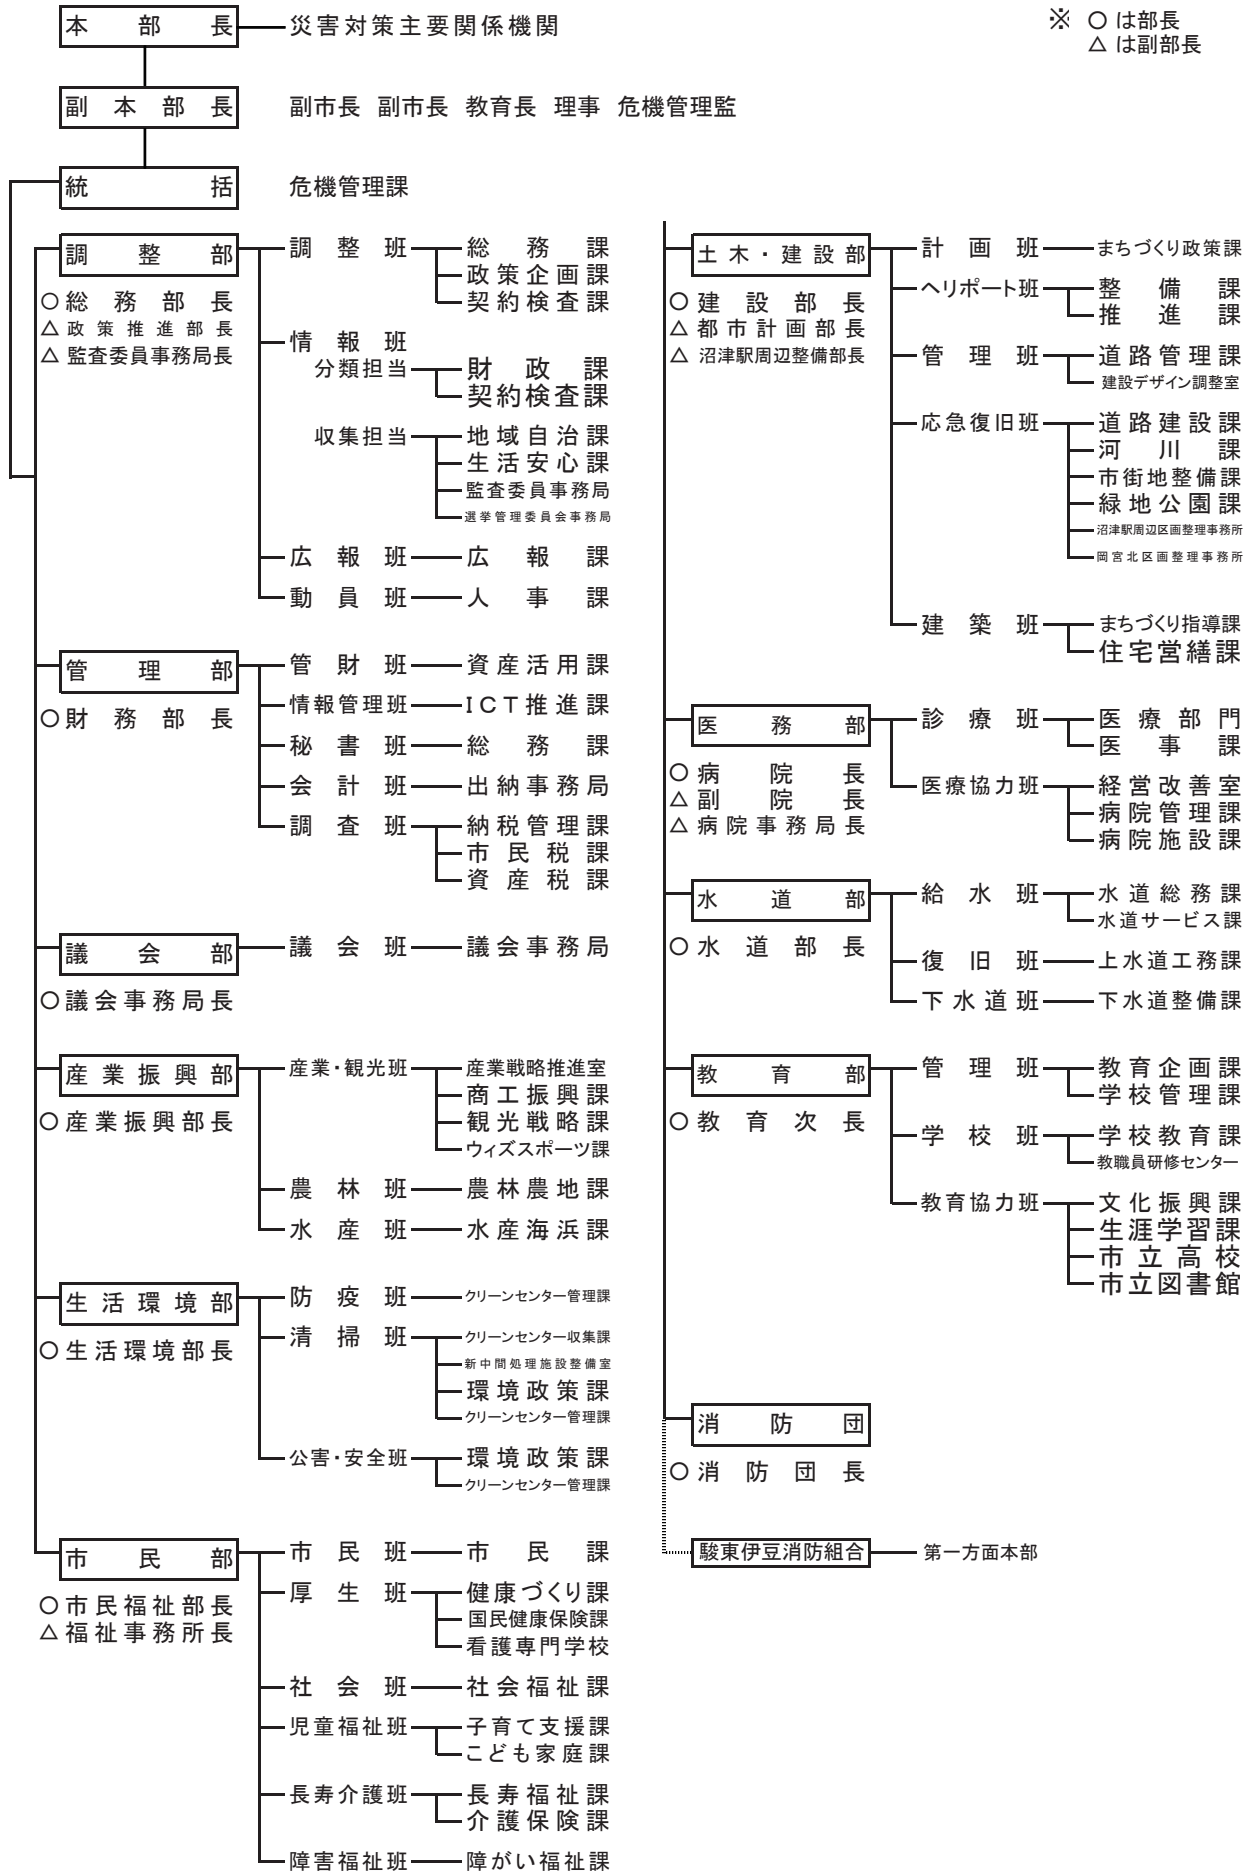 本部長 災害対策主要関係機関
※ ○は部長
△は副部長
副本部長 副市長 副市長 教育長 理事 危機管理監
統括 危機管理課
調整部 調整班 総務課
政策企画課
○総務部長 契約検査課
△政策推進部長
△監査委員事務局長
情報班
分類担当 財政課
契約検査課
収集担当 地域自治課
生活安心課
監査委員事務局
選挙管理委員会事務局
広報班 広報課
動員班 人事課
管理部 管財班 資産活用課
○財務部長
情報管理班 ICT推進課
秘書班 総務課
会計班 出納事務局
調査班 納税管理課
市民税課
資産税課
議会部 議会班 議会事務局
○議会事務局長
産業振興部 産業・観光班 産業戦略推進室
商工振興課
○産業振興部長 観光戦略課
ウィズスポーツ課
農林班 農林農地課
水産班 水産海浜課
生活環境部 防疫班 クリーンセンター管理課
○生活環境部長
清掃班 クリーンセンター収集課
新中間処理施設整備室
環境政策課
クリーンセンター管理課
公害・安全班 環境政策課
クリーンセンター管理課
市民部 市民班 市民課
○市民福祉部長
△福祉事務所長
厚生班 健康づくり課
国民健康保険課
看護専門学校
社会班 社会福祉課
児童福祉班 子育て支援課
こども家庭課
長寿介護班 長寿福祉課
介護保険課
障害福祉班 障がい福祉課
土木・建設部 計画班 まちづくり政策課
○建設部長
△都市計画部長
△沼津駅周辺整備部長
ヘリポート班 整備課
推進課
管理班 道路管理課
建設デザイン調整室
応急復旧班 道路建設課
河川課
市街地整備課
緑地公園課
沼津駅周辺区画整理事務所
岡宮北区画整理事務所
建築班 まちづくり指導課
住宅営繕課
医務部 診療班 医療部門
医事課
○病院長
△副院長
△病院事務局長
医療協力班 経営改善室
病院管理課
病院施設課
水道部 給水班 水道総務課
水道サービス課
○水道部長
復旧班 上水道工務課
下水道班 下水道整備課
教育部 管理班 教育企画課
学校管理課
○教育次長
学校班 学校教育課
教職員研修センター
教育協力班 文化振興課
生涯学習課
市立高校
市立図書館
消防団
○消防団長
駿東伊豆消防組合 第一方面本部